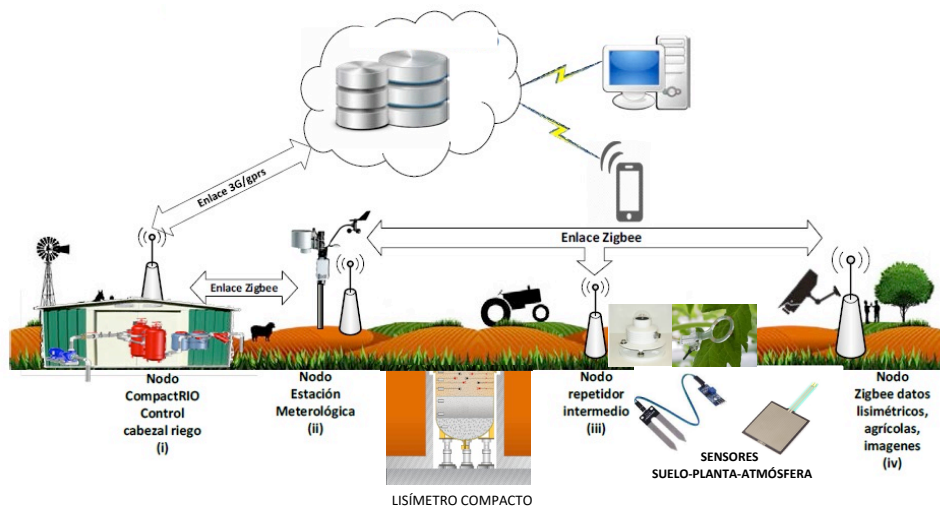 Enlace 3G/gprs
Enlace Zigbee
Enlace Zigbee
Nodo
CompactRIO
Control
cabezal riego
(i)
Nodo
Estación
Meterológica
(ii)
Nodo
repetidor
intermedio
(iii)
Nodo
Zigbee datos
lisimétricos,
agrícolas,
imagenes
(iv)
SENSORES
SUELO-PLANTA-ATMÓSFERA
LISÍMETRO COMPACTO